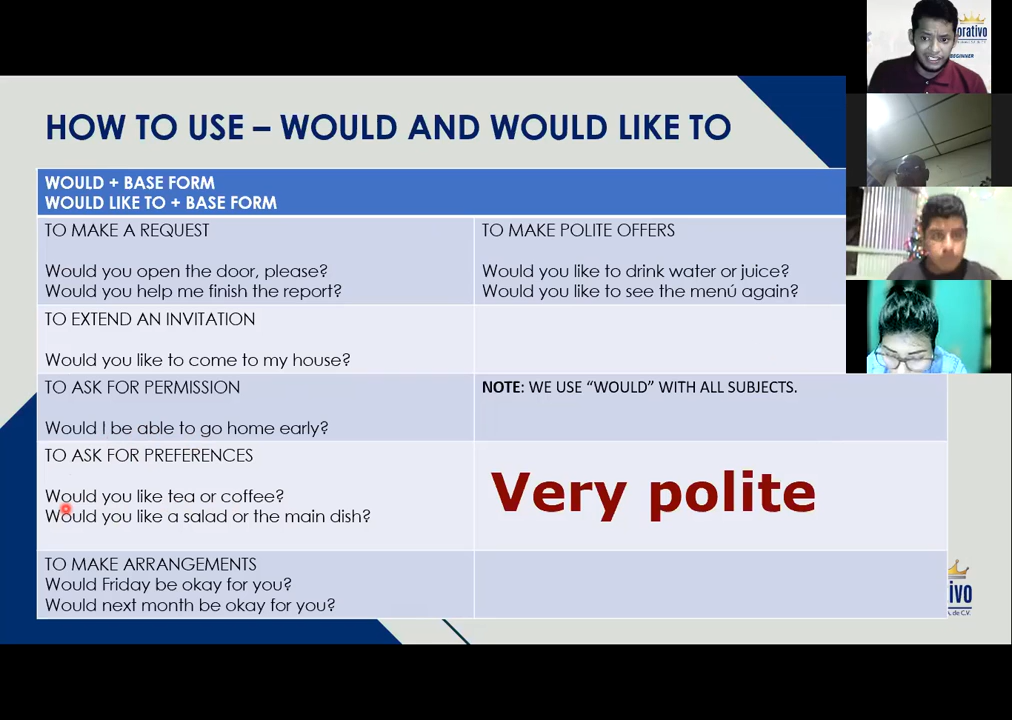 HOW TO USE – WOULD AND WOULD LIKE TO
WOULD + BASE FORM
WOULD LIKE TO + BASE FORM
TO MAKE A REQUEST
Would you open the door, please?
Would you help me finish the report?
TO MAKE POLITE OFFERS
Would you like to drink water or juice?
Would you like to see the menú again?
TO EXTEND AN INVITATION
Would you like to come to my house?
TO ASK FOR PERMISSION
Would I be able to go home early?
NOTE: WE USE “WOULD” WITH ALL SUBJECTS.
TO ASK FOR PREFERENCES
Would you like tea or coffee?
Would you like a salad or the main dish?
Very polite
TO MAKE ARRANGEMENTS
Would Friday be okay for you?
Would next month be okay for you?
orativo
BEGINNER
ivo
de C.V.